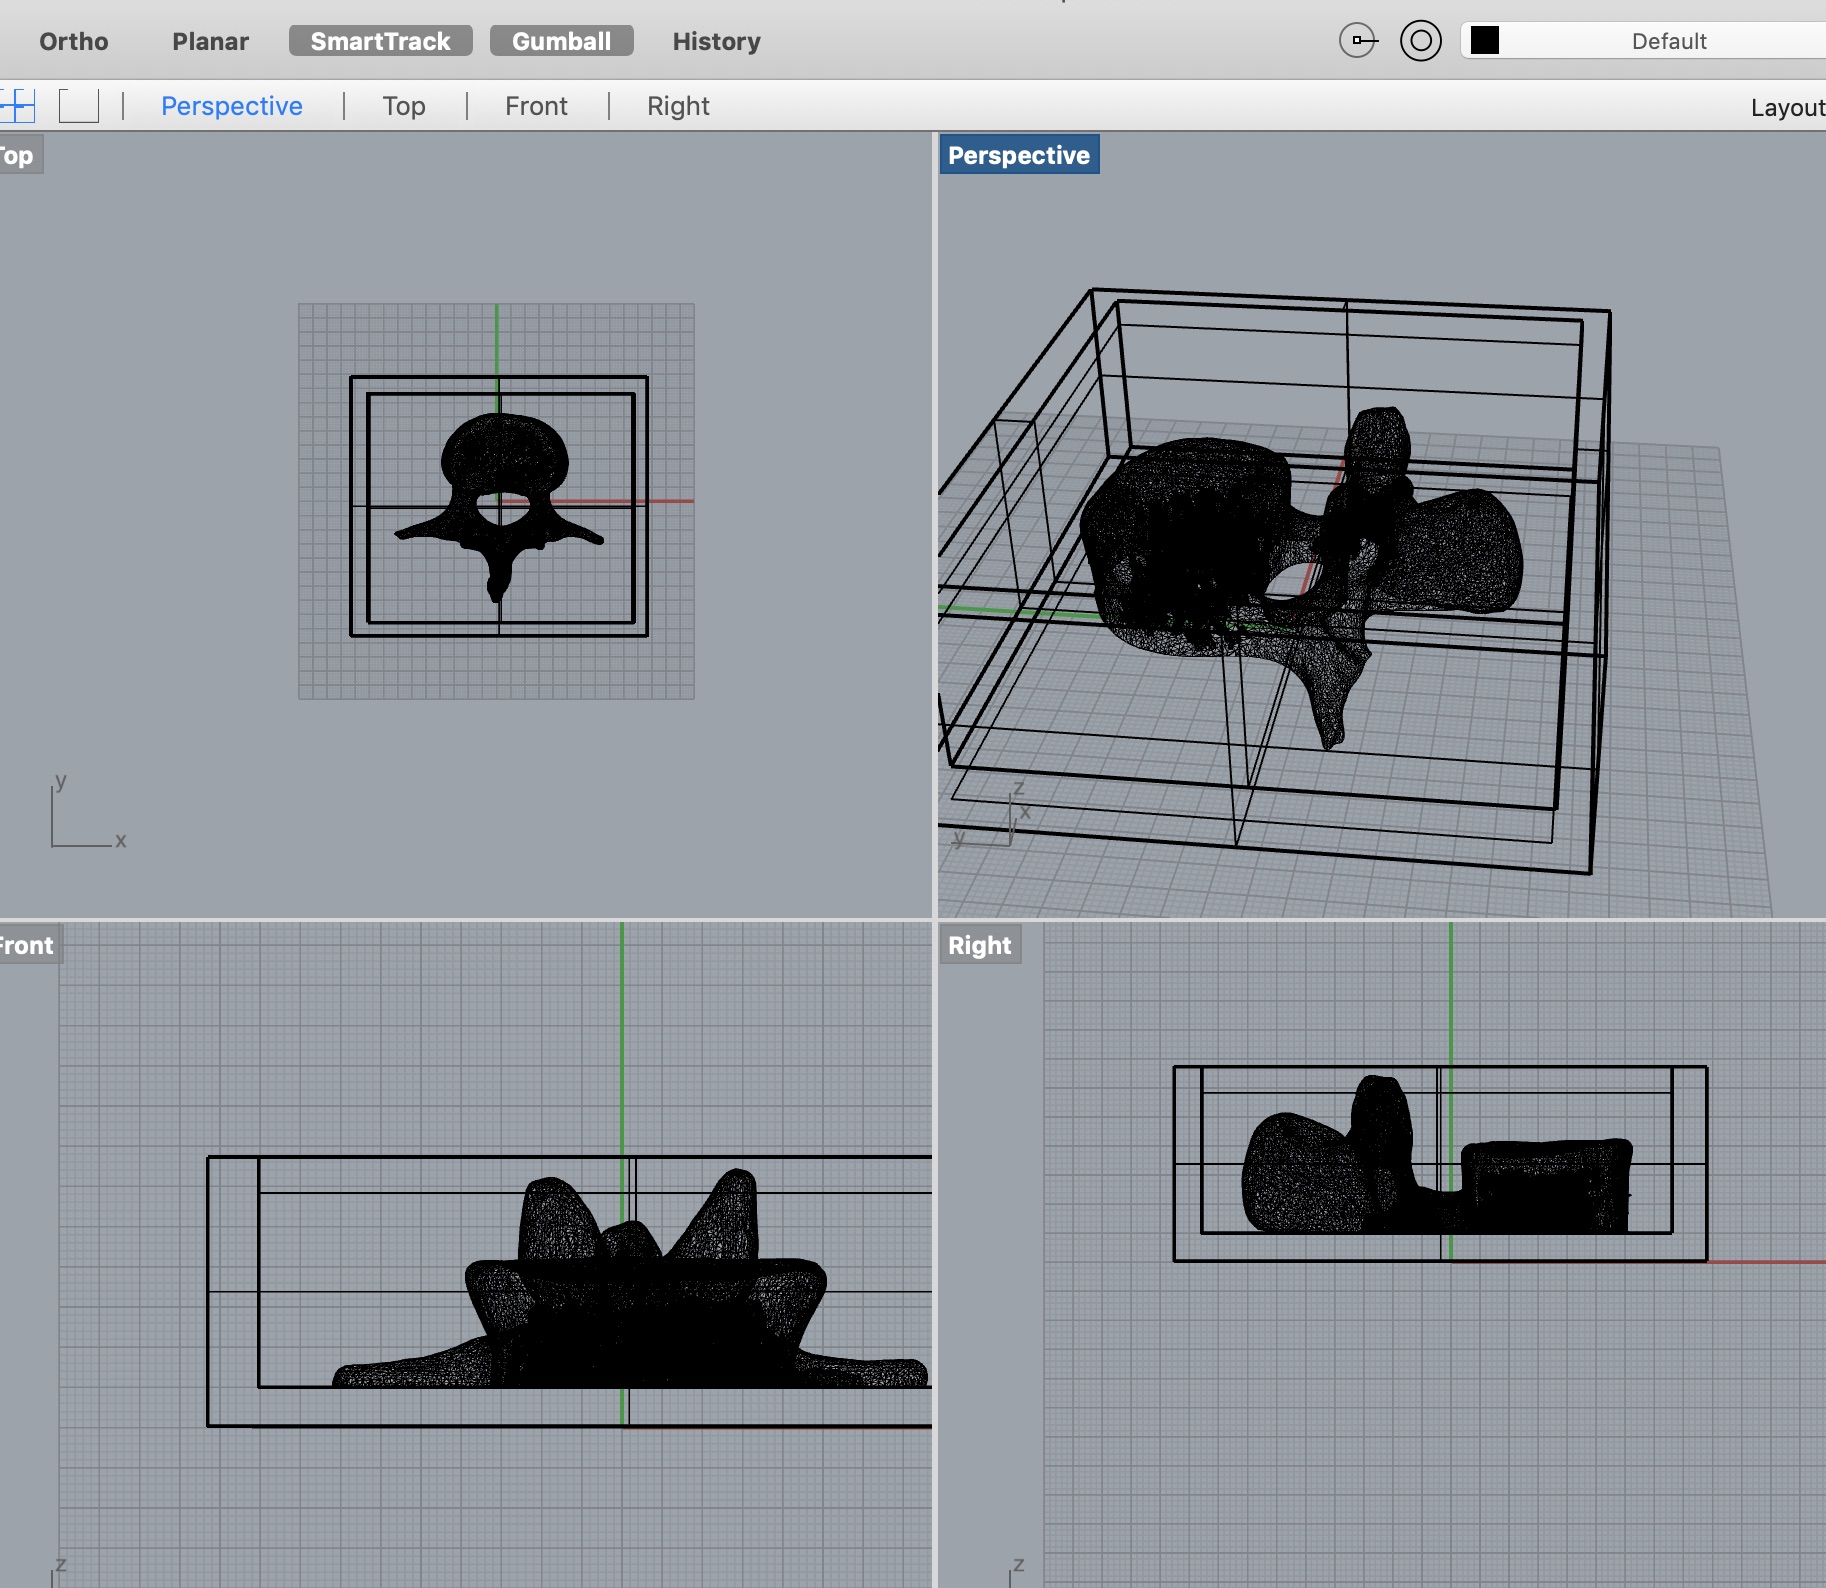 Ortho Planar SmartTrack Gumball History Default
Perspective Top Front Right Layout
Top
Perspective
y
x
z
x
y
Front
Right
z
z